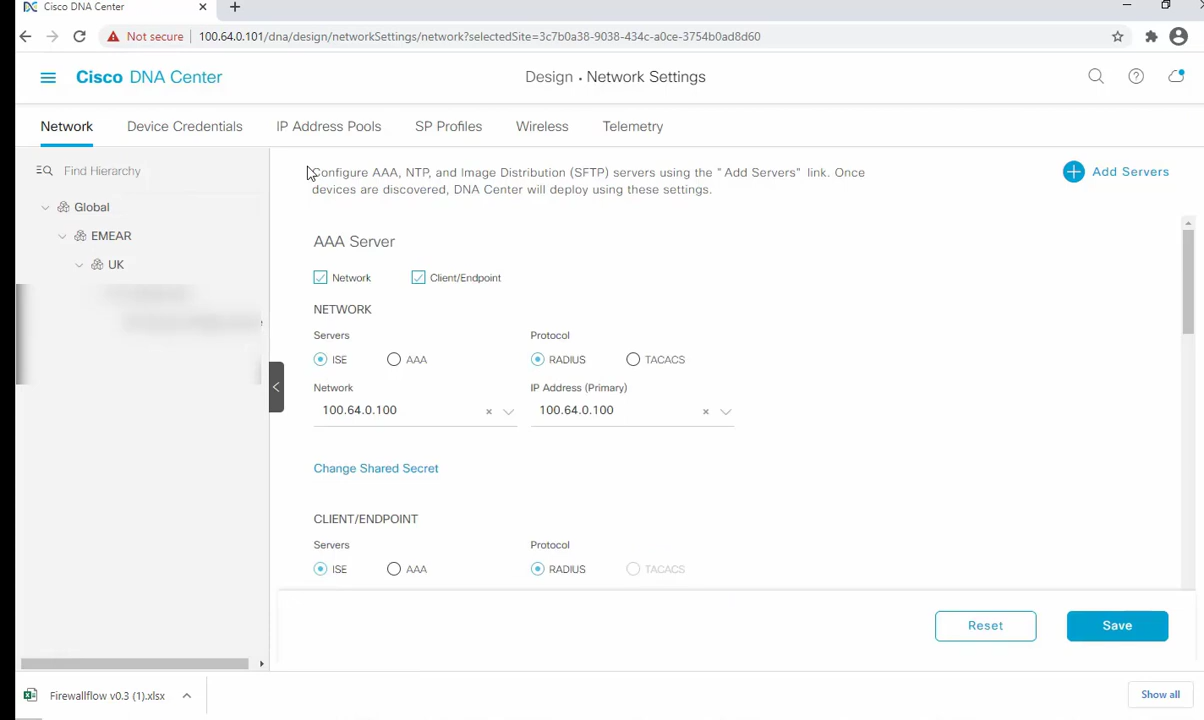 Cisco DNA Center
Not secure 100.64.0.101/dna/design/networkSettings/network?selectedSite=3c7b0a38-9038-434c-a0ce-3754b0ad8d60
Cisco DNA Center
Design • Network Settings
Network Device Credentials IP Address Pools SP Profiles Wireless Telemetry
Find Hierarchy
Global
EMEAR
UK
Configure AAA, NTP, and Image Distribution (SFTP) servers using the "Add Servers" link. Once
devices are discovered, DNA Center will deploy using these settings.
Add Servers
AAA Server
Network Client/Endpoint
NETWORK
Servers Protocol
ISE AAA RADIUS TACACS
Network IP Address (Primary)
100.64.0.100 100.64.0.100
Change Shared Secret
CLIENT/ENDPOINT
Servers Protocol
ISE AAA RADIUS TACACS
Reset Save
Firewallflow v0.3 (1).xlsx Show all